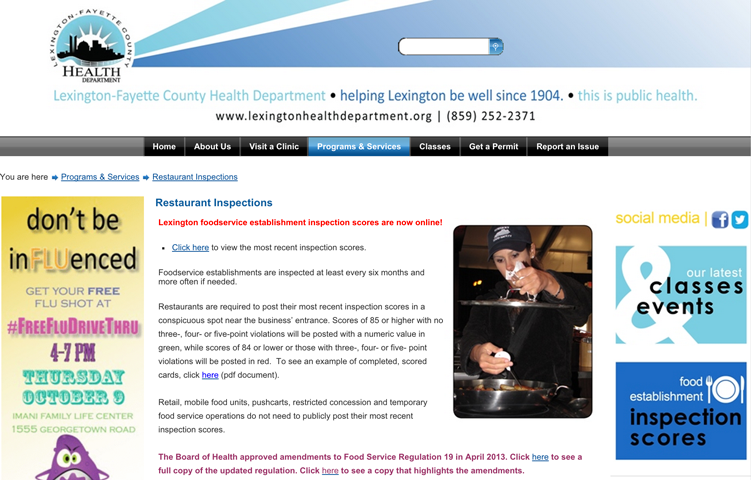 LEXINGTON-FAYETTE COUNTY
HEALTH
DEPARTMENT
Lexington-Fayette County Health Department • helping Lexington be well since 1904. • this is public health.
www.lexingtonhealthdepartment.org | (859) 252-2371
Home About Us Visit a Clinic Programs & Services Classes Get a Permit Report an Issue
You are here Programs & Services Restaurant Inspections
don't be
inFLUenced
GET YOUR FREE
FLU SHOT AT
#FREEFLUDRIVETHRU
4-7 PM
THURSDAY
OCTOBER 9
IMANI FAMILY LIFE CENTER
1555 GEORGETOWN ROAD
Restaurant Inspections
Lexington foodservice establishment inspection scores are now online!
• Click here to view the most recent inspection scores.
Foodservice establishments are inspected at least every six months and
more often if needed.
Restaurants are required to post their most recent inspection scores in a
conspicuous spot near the business' entrance. Scores of 85 or higher with no
three-, four- or five-point violations will be posted with a numeric value in
green, while scores of 84 or lower or those with three-, four- or five- point
violations will be posted in red. To see an example of completed, scored
cards, click here (pdf document).
Retail, mobile food units, pushcarts, restricted concession and temporary
food service operations do not need to publicly post their most recent
inspection scores.
The Board of Health approved amendments to Food Service Regulation 19 in April 2013. Click here to see a
full copy of the updated regulation. Click here to see a copy that highlights the amendments.
social media |
&
our latest
classes
events
food
establishment
inspection
scores